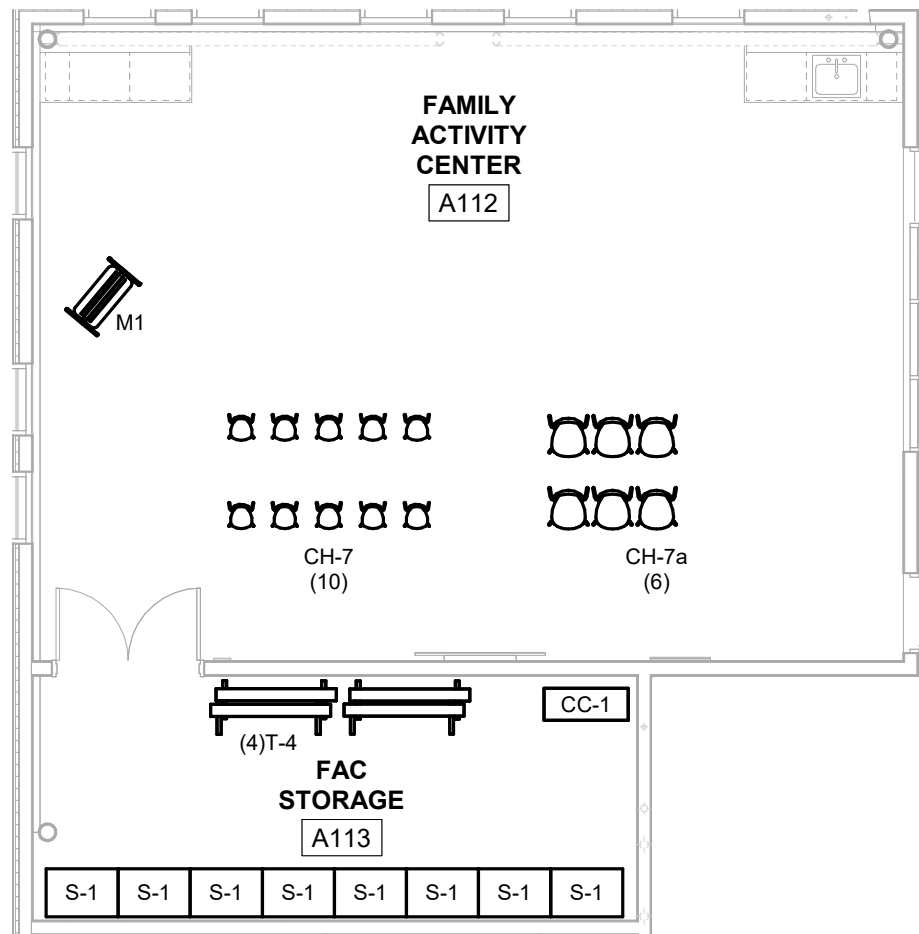 FAMILY
ACTIVITY
CENTER
A112
M1
CH-7
(10)
CH-7a
(6)
CC-1
(4)T-4
FAC
STORAGE
A113
S-1 S-1 S-1 S-1 S-1 S-1 S-1 S-1